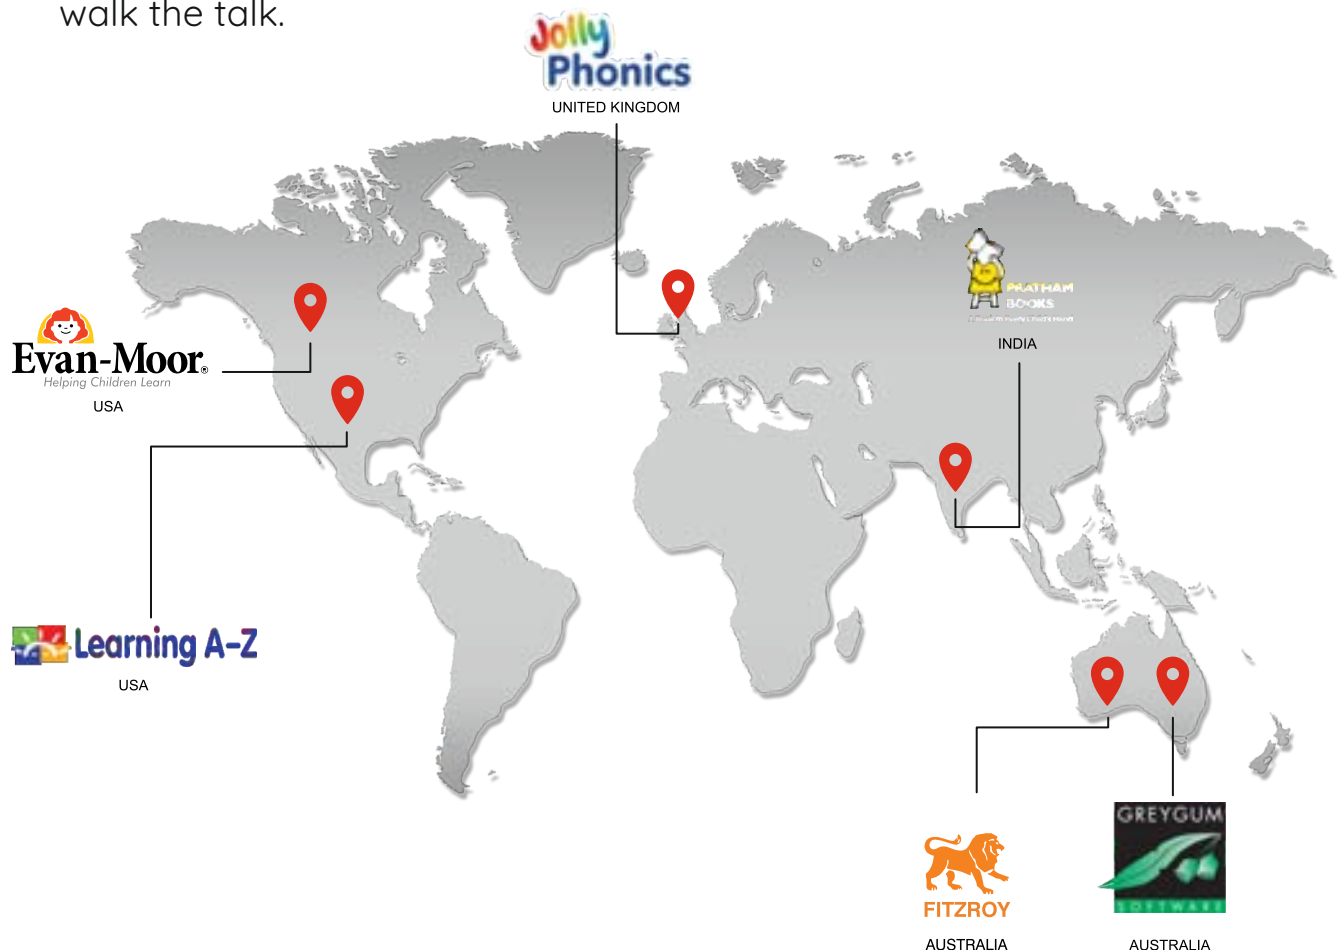 walk the talk.
Jolly
Phonics
UNITED KINGDOM
PRATHAM
BOOKS
INDIA
Evan-Moor®
Helping Children Learn
USA
Learning A–Z
USA
GREYGUM
SOFTWARE
FITZROY
AUSTRALIA
AUSTRALIA